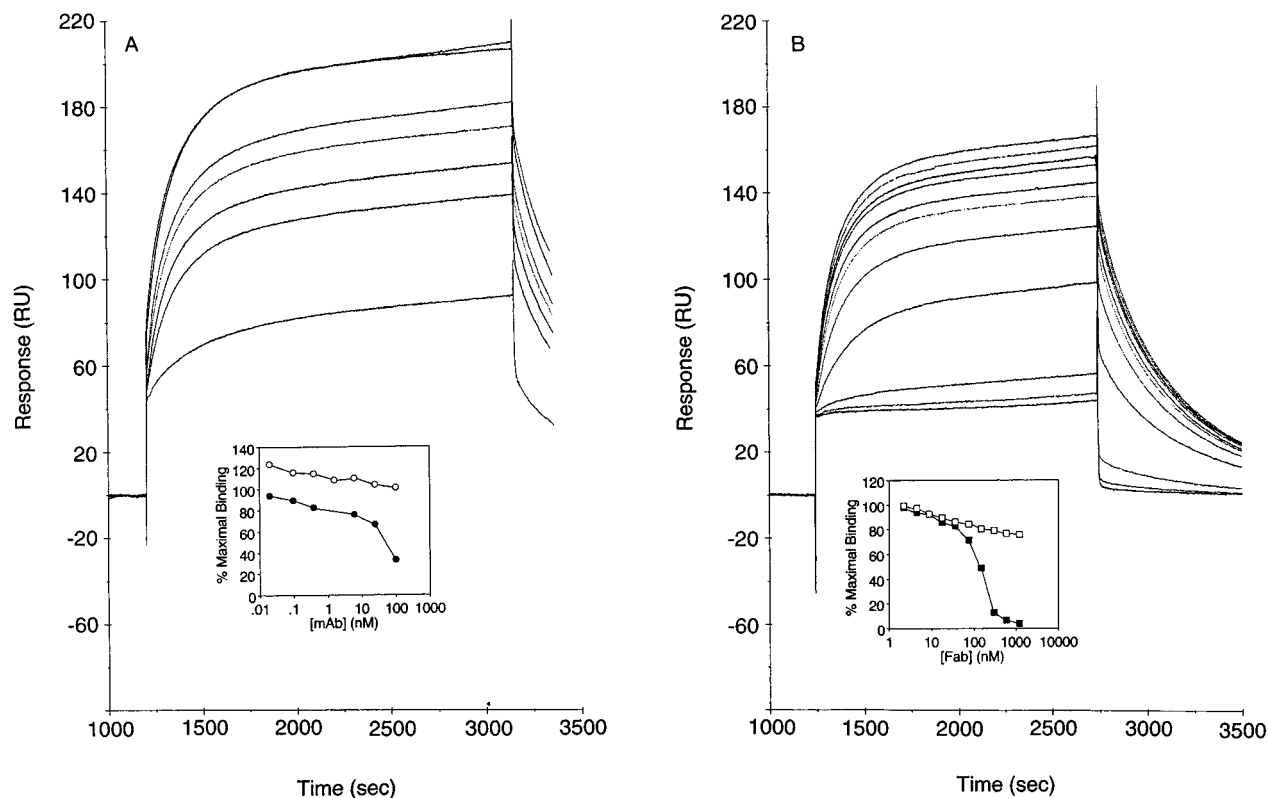 A
220
180
140
100
60
20
-20
-60
Response (RU)
1000 1500 2000 2500 3000 3500
Time (sec)
140
120
100
80
60
40
20
0
% Maximal Binding
.01 .1 1 10 100 1000
[mAb] (nM)
B
220
180
140
100
60
20
-20
-60
Response (RU)
1000 1500 2000 2500 3000 3500
Time (sec)
120
100
80
60
40
20
0
% Maximal Binding
1 10 100 1000 10000
[Fab] (nM)